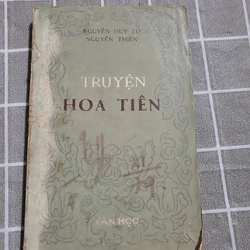 NGUYỄN HUY TỰ
NGUYỄN THIỆN
TRUYỆN
HOA TIÊN
VĂN HỌC